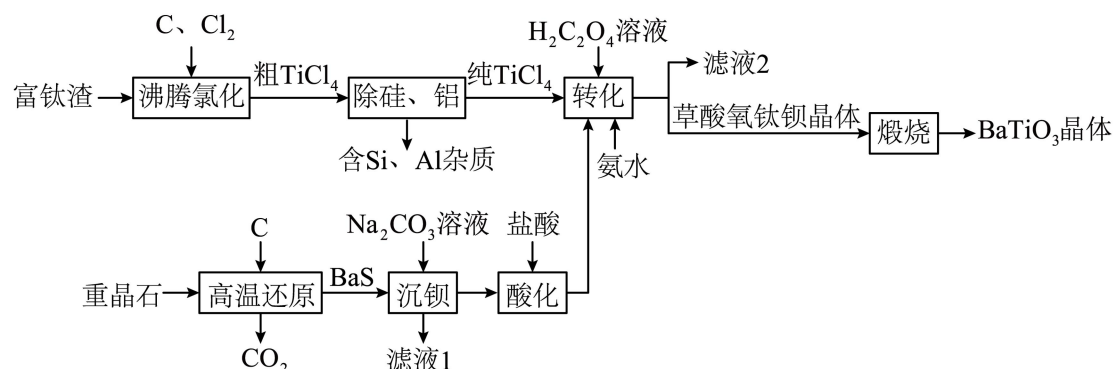 C、Cl₂
H₂C₂O₄溶液
富钛渣
沸腾氯化
粗TiCl₄
除硅、铝
纯TiCl₄
转化
滤液2
草酸氧钛钡晶体
煅烧
BaTiO₃晶体
含Si、Al杂质
氨水
C
Na₂CO₃溶液
盐酸
重晶石
高温还原
BaS
沉钡
酸化
CO₂
滤液1